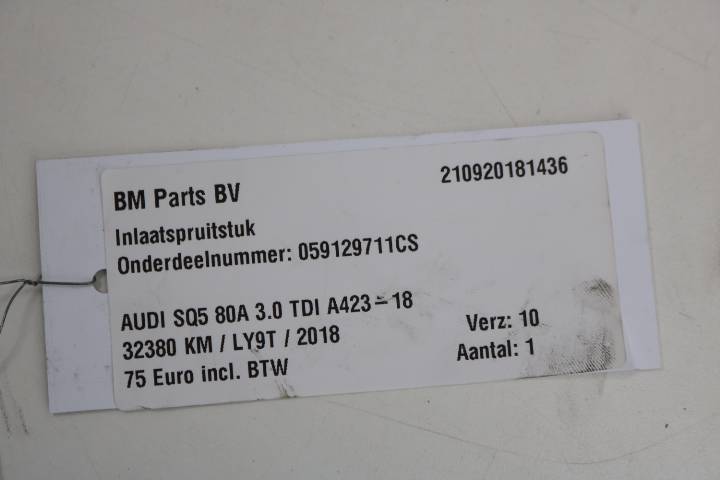 BM Parts BV
210920181436
Inlaatspruitstuk
Onderdeelnummer: 059129711CS
AUDI SQ5 80A 3.0 TDI A423-18
32380 KM / LY9T / 2018
Verz: 10
75 Euro incl. BTW
Aantal: 1